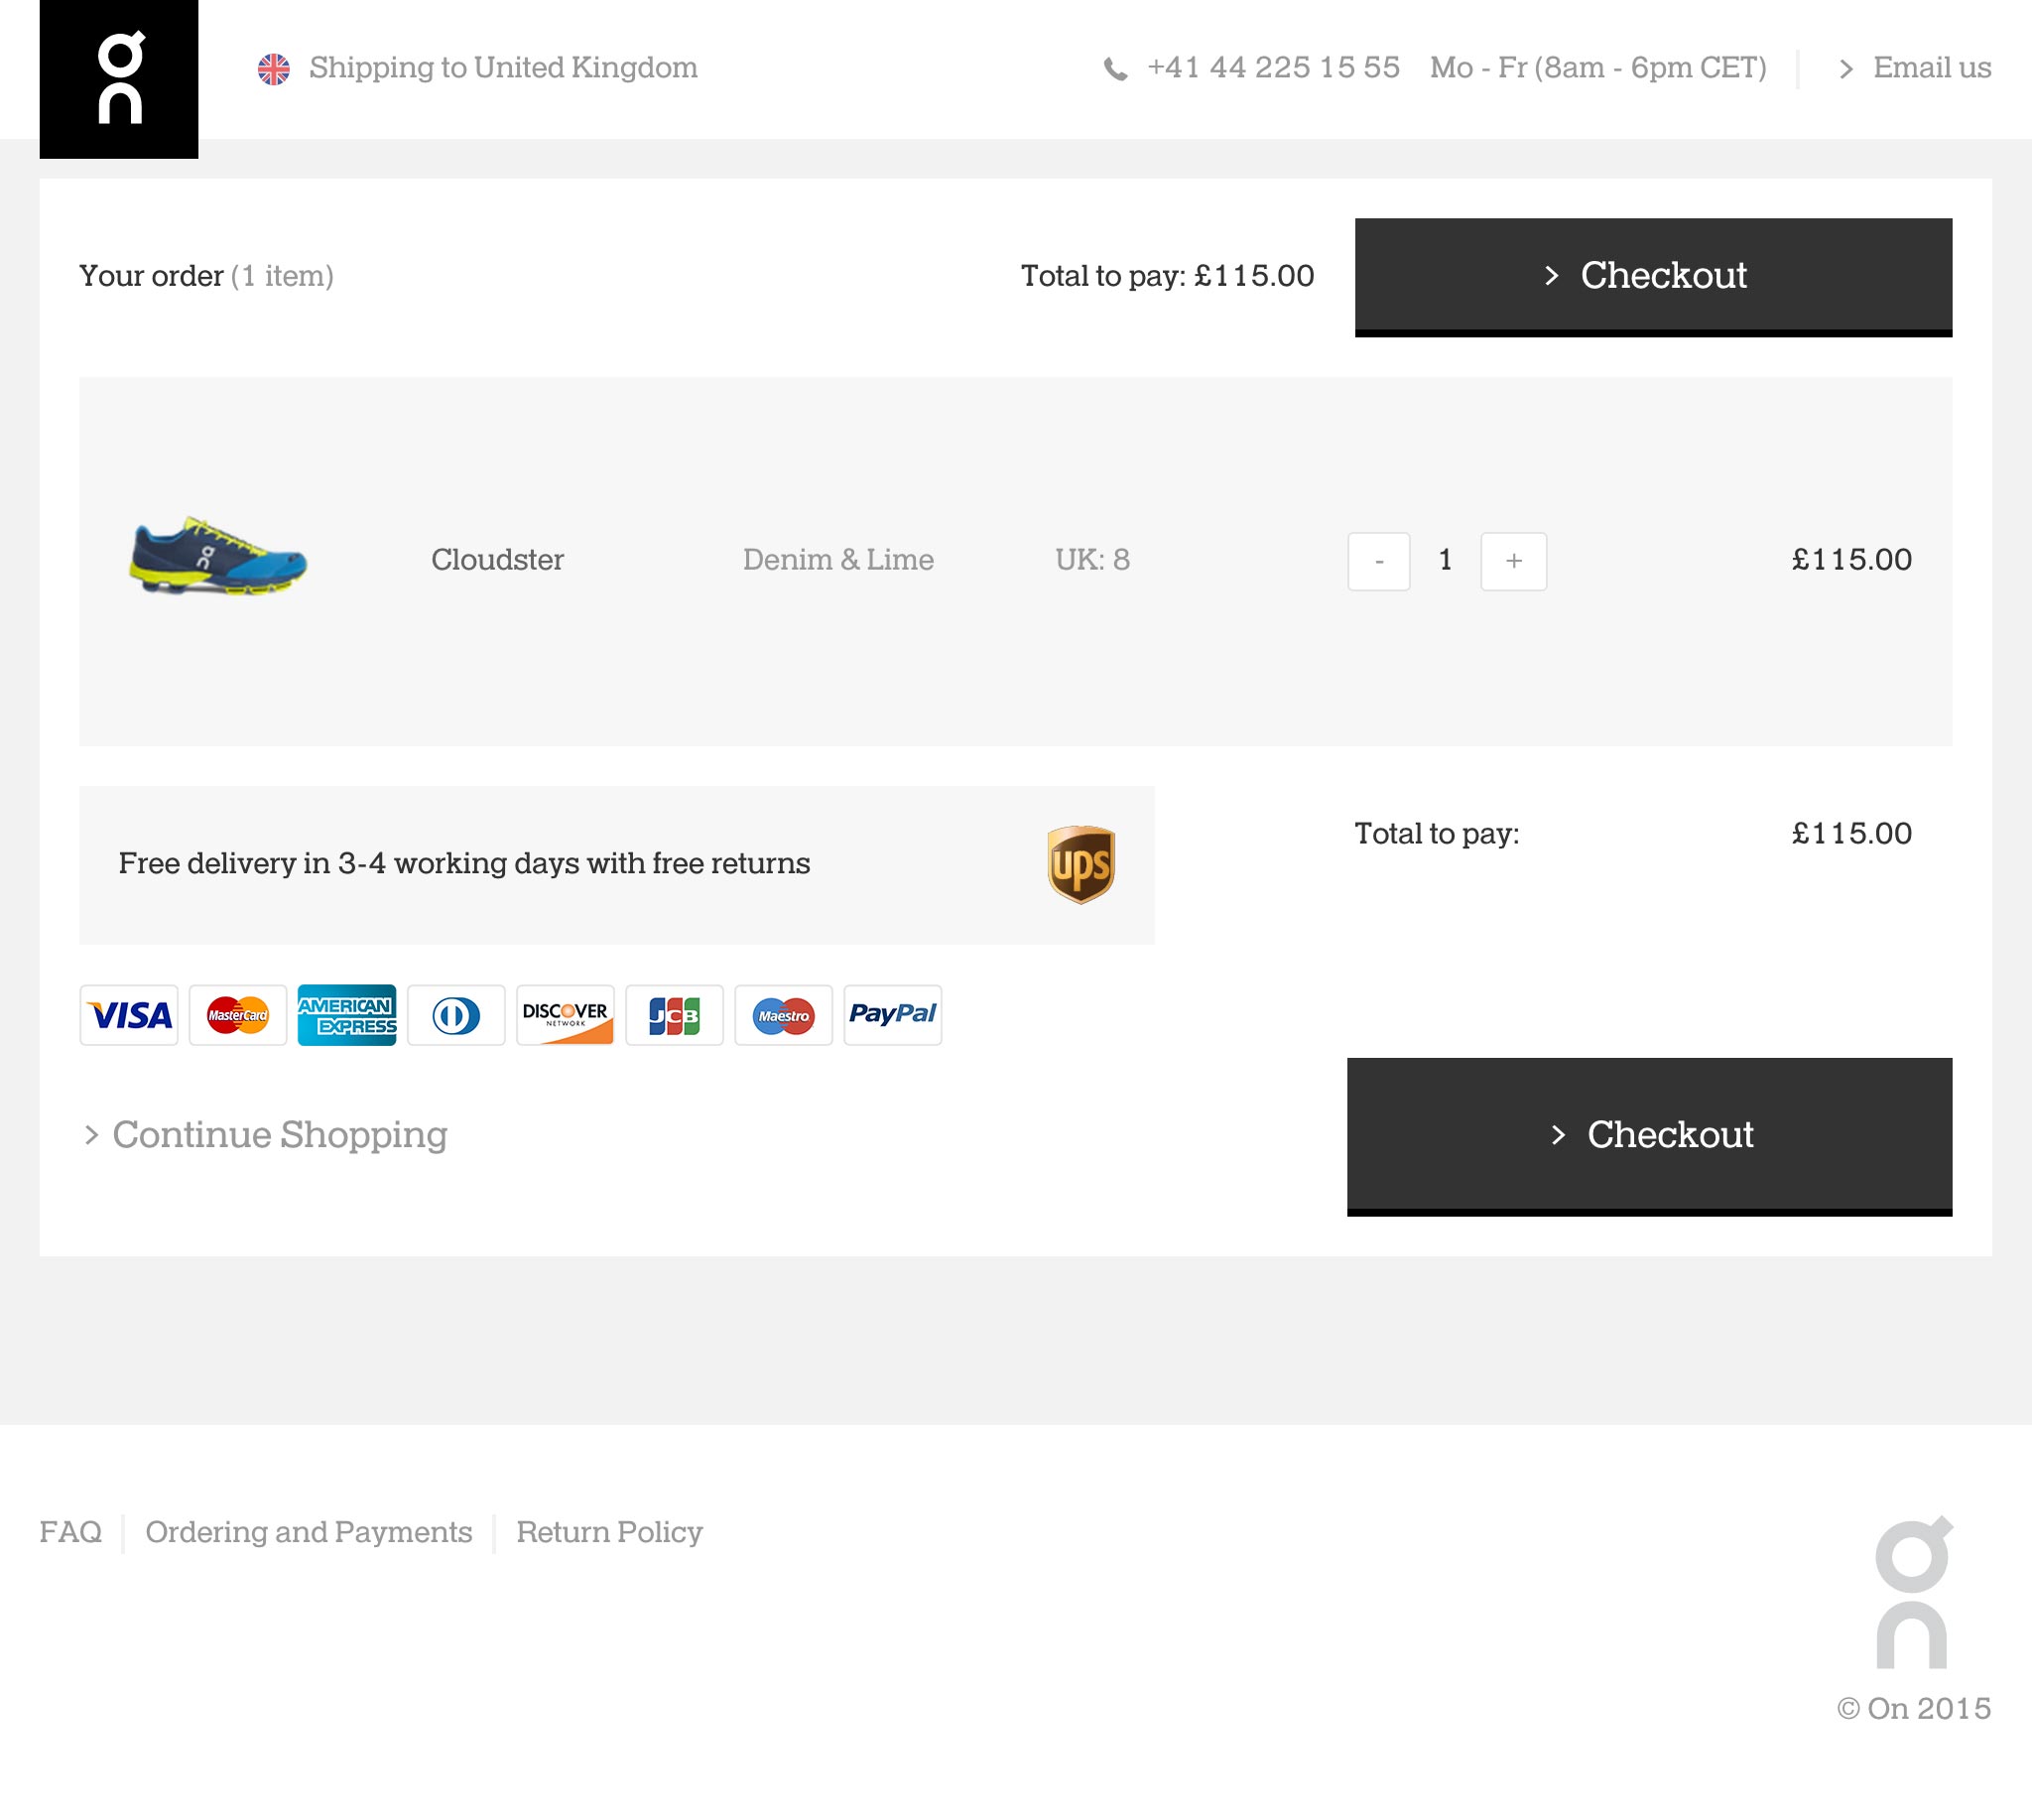 on
Shipping to United Kingdom
+41 44 225 15 55 Mo - Fr (8am - 6pm CET) > Email us
Your order (1 item)
Total to pay: £115.00
> Checkout
Cloudster Denim & Lime UK: 8 - 1 + £115.00
Free delivery in 3-4 working days with free returns
ups
Total to pay: £115.00
VISA MasterCard AMERICAN EXPRESS DISCOVER NETWORK JCB Maestro PayPal
> Continue Shopping
> Checkout
FAQ Ordering and Payments Return Policy
on
© On 2015